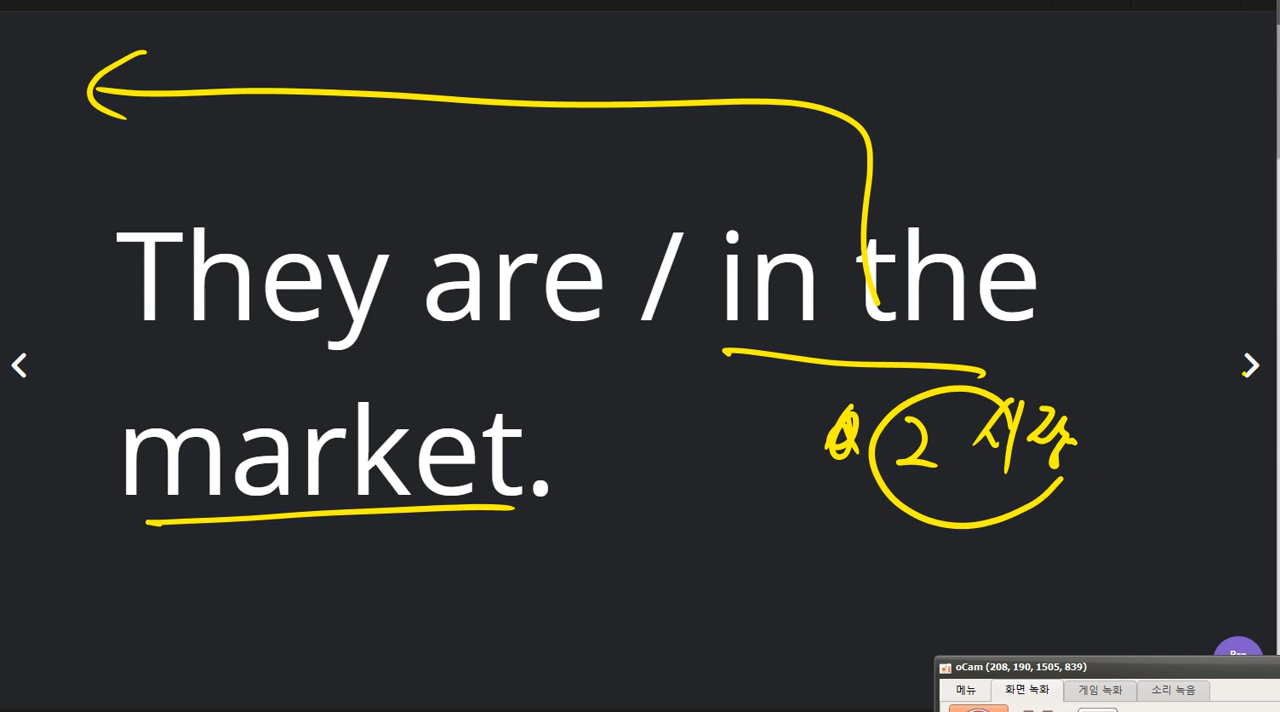 They are / in the
market.
2 시간
oCam (208, 190, 1505, 839)
메뉴 화면 녹화 게임 녹화 소리 녹음